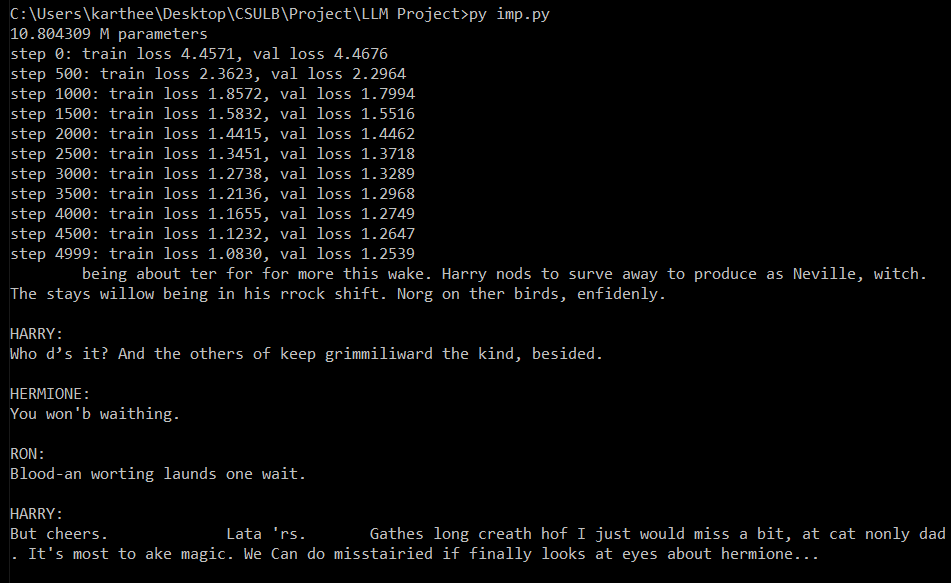 C:\Users\karthee\Desktop\CSULB\Project\LLM Project>py imp.py
10.804309 M parameters
step 0: train loss 4.4571, val loss 4.4676
step 500: train loss 2.3623, val loss 2.2964
step 1000: train loss 1.8572, val loss 1.7994
step 1500: train loss 1.5832, val loss 1.5516
step 2000: train loss 1.4415, val loss 1.4462
step 2500: train loss 1.3451, val loss 1.3718
step 3000: train loss 1.2738, val loss 1.3289
step 3500: train loss 1.2136, val loss 1.2968
step 4000: train loss 1.1655, val loss 1.2749
step 4500: train loss 1.1232, val loss 1.2647
step 4999: train loss 1.0830, val loss 1.2539
being about ter for for more this wake. Harry nods to surve away to produce as Neville, witch.
The stays willow being in his rrock shift. Norg on ther birds, enfidenly.
HARRY:
Who d’s it? And the others of keep grimmiliward the kind, besided.
HERMIONE:
You won'b waithing.
RON:
Blood-an worting launds one wait.
HARRY:
But cheers. Lata 'rs. Gathes long creath hof I just would miss a bit, at cat nonly dad
. It's most to ake magic. We Can do misstairied if finally looks at eyes about hermione...